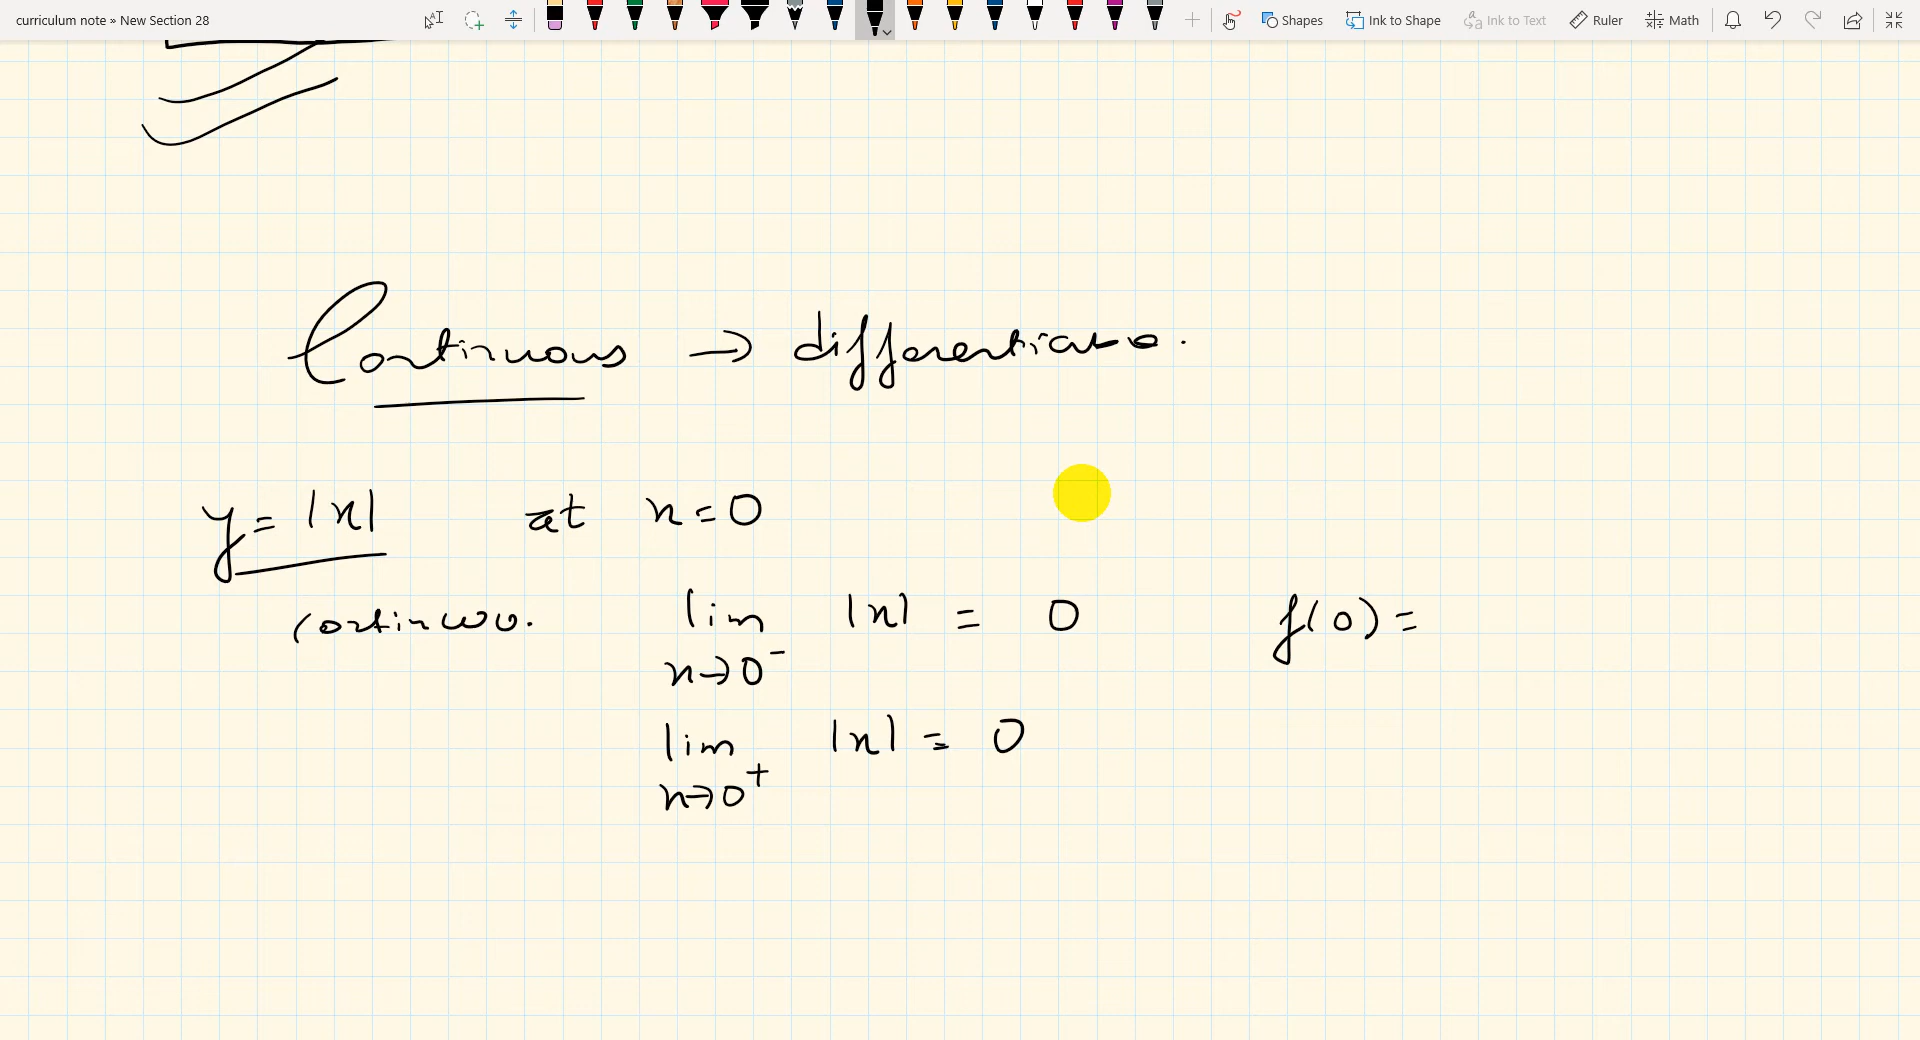 curriculum note » New Section 28
Shapes Ink to Shape Ink to Text Ruler Math
Continuous → differentiable.
y = |x| at x = 0
continuou.
lim |x| = 0 f(0) =
x→0⁻
lim |x| = 0
x→0⁺